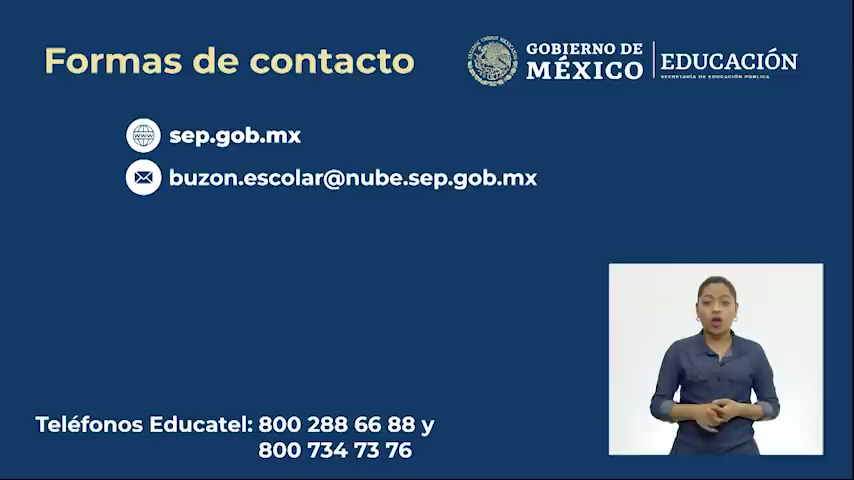 Formas de contacto
GOBIERNO DE
MÉXICO
EDUCACIÓN
SECRETARÍA DE EDUCACIÓN PÚBLICA
sep.gob.mx
buzon.escolar@nube.sep.gob.mx
Teléfonos Educatel: 800 288 66 88 y
800 734 73 76